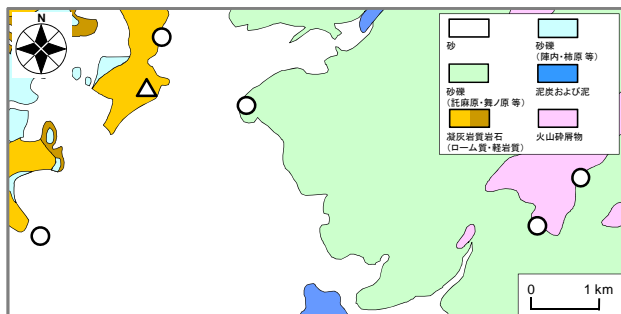 N
砂
砂礫
(陣内・柿原 等)
砂礫
(託麻原・舞ノ原 等)
泥炭および泥
凝灰岩質岩石
(ローム質・軽岩質)
火山砕屑物
0 1 km